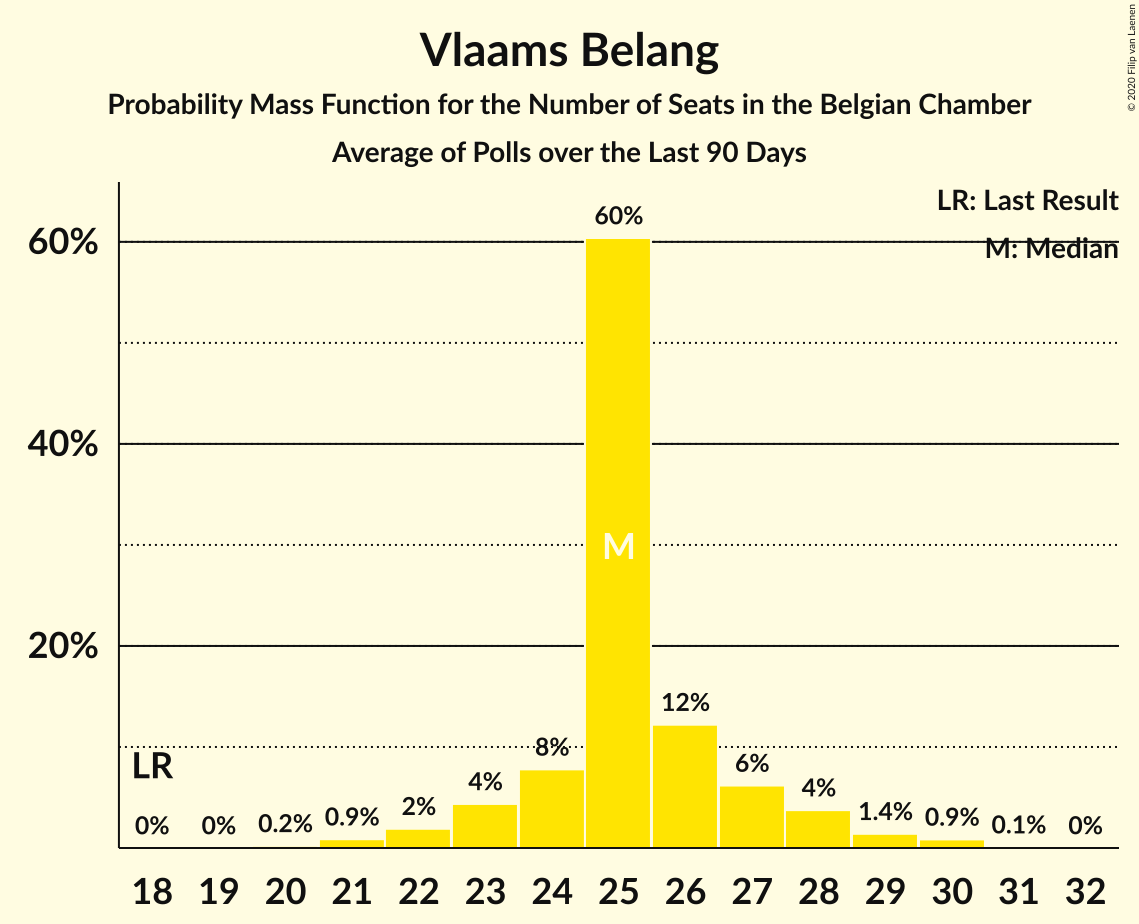 Vlaams Belang
Probability Mass Function for the Number of Seats in the Belgian Chamber
Average of Polls over the Last 90 Days
© 2020 Filip van Laenen
LR: Last Result
M: Median
60%
40%
20%
LR
M
0% 0% 0.2% 0.9% 2% 4% 8% 60% 12% 6% 4% 1.4% 0.9% 0.1% 0%
18 19 20 21 22 23 24 25 26 27 28 29 30 31 32